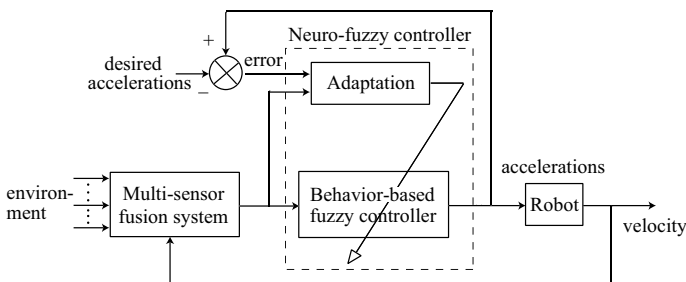 Neuro-fuzzy controller
+
desired
accelerations
−
error
Adaptation
environ-
ment
Multi-sensor
fusion system
Behavior-based
fuzzy controller
accelerations
Robot
velocity